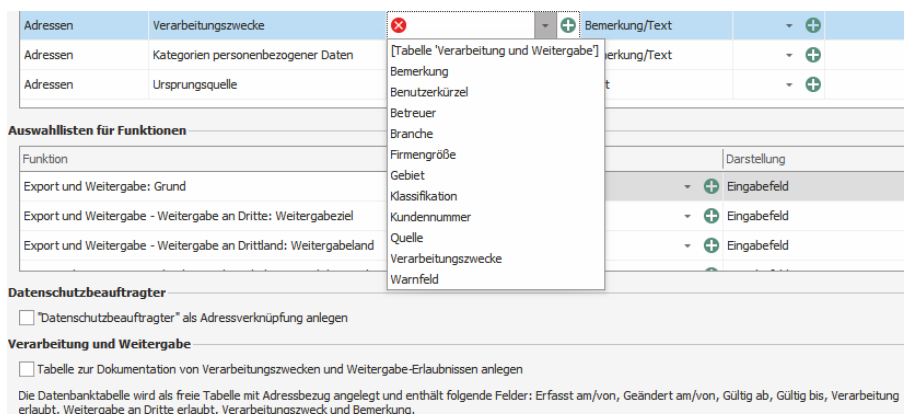 Adressen Verarbeitungszwecke Bemerkung/Text
Adressen Kategorien personenbezogener Daten
Adressen Ursprungsquelle
[Tabelle 'Verarbeitung und Weitergabe']
Bemerkung
Benutzerkürzel
Betreuer
Branche
Firmengröße
Gebiet
Klassifikation
Kundennummer
Quelle
Verarbeitungszwecke
Warnfeld
Auswahllisten für Funktionen
Funktion Darstellung
Export und Weitergabe: Grund Eingabefeld
Export und Weitergabe - Weitergabe an Dritte: Weitergabeziel Eingabefeld
Export und Weitergabe - Weitergabe an Drittland: Weitergabeland Eingabefeld
Datenschutzbeauftragter
"Datenschutzbeauftragter" als Adressverknüpfung anlegen
Verarbeitung und Weitergabe
Tabelle zur Dokumentation von Verarbeitungszwecken und Weitergabe-Erlaubnissen anlegen
Die Datenbanktabelle wird als freie Tabelle mit Adressbezug angelegt und enthält folgende Felder: Erfasst am/von, Geändert am/von, Gültig ab, Gültig bis, Verarbeitung
erlaubt, Weitergabe an Dritte erlaubt, Verarbeitungszweck und Bemerkung.